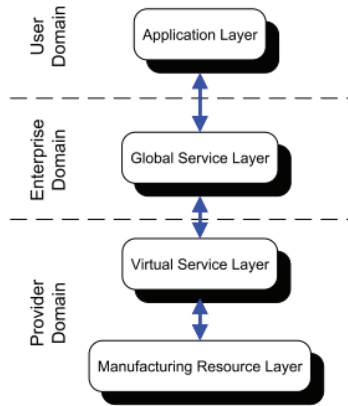 User
Domain
Application Layer
Enterprise
Domain
Global Service Layer
Provider
Domain
Virtual Service Layer
Manufacturing Resource Layer